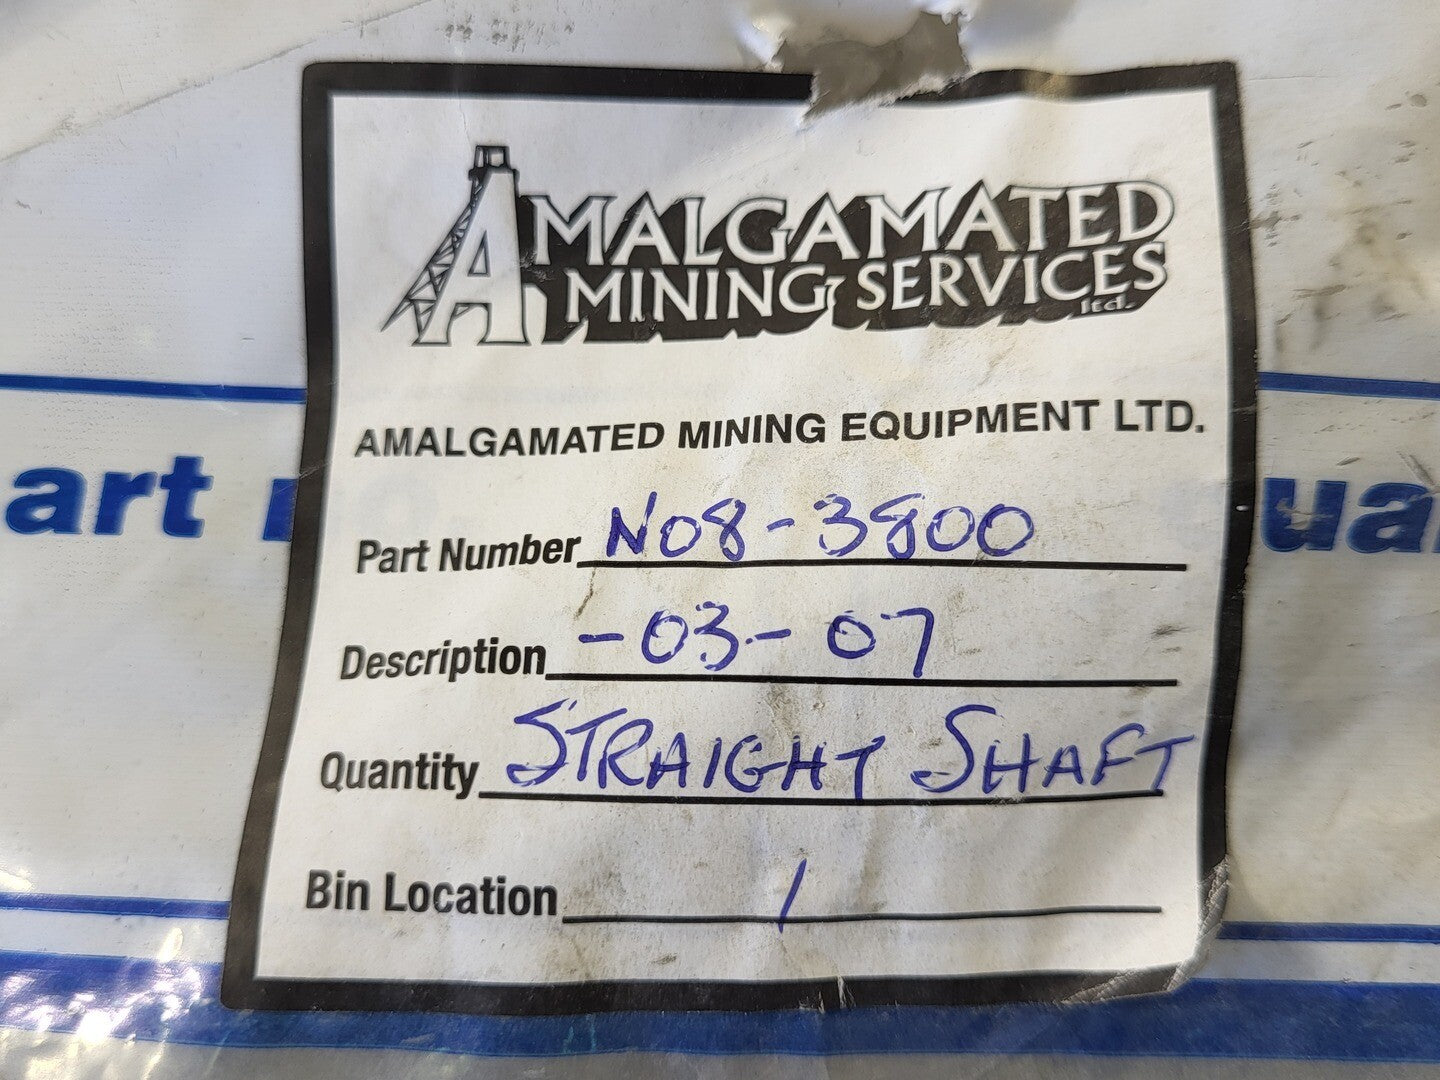 AMALGAMATED
MINING SERVICES
ltd.
AMALGAMATED MINING EQUIPMENT LTD.
art
Part Number N08-3800
Description -03-07
Quantity STRAIGHT SHAFT
Bin Location 1